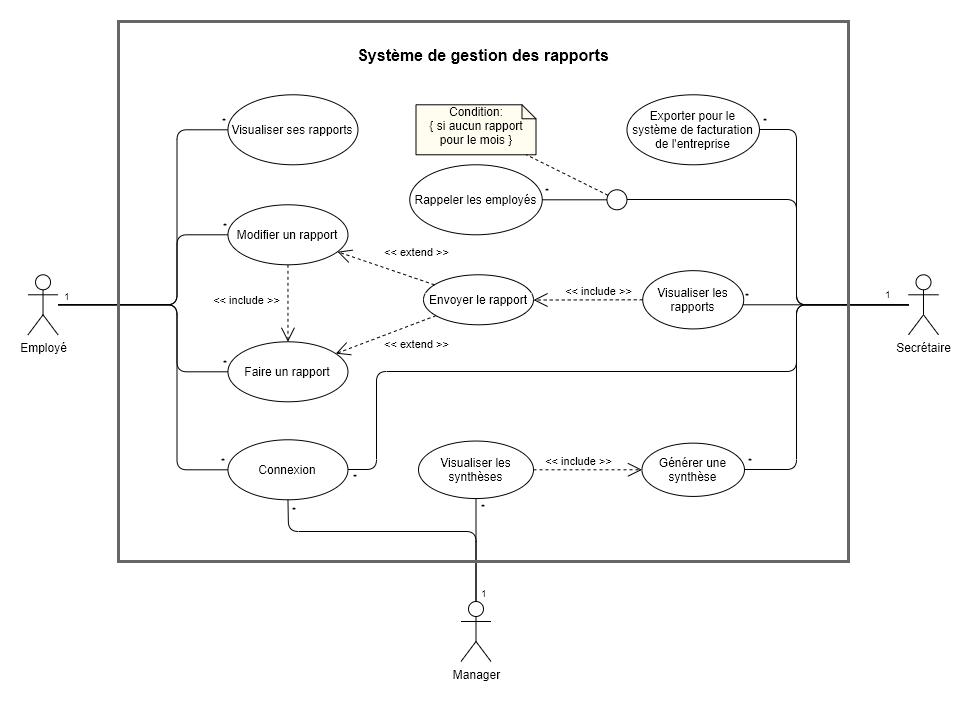 Système de gestion des rapports
Condition:
{ si aucun rapport
pour le mois }
Exporter pour le
système de facturation
de l'entreprise
*
Visualiser ses rapports
*
Rappeler les employés
*
Modifier un rapport
*
<< extend >>
<< include >>
Envoyer le rapport
<< include >>
Visualiser les
rapports
*
1
Employé
1
Secrétaire
<< extend >>
Faire un rapport
*
Connexion
*
*
*
Visualiser les
synthèses
*
<< include >>
Générer une
synthèse
*
1
Manager